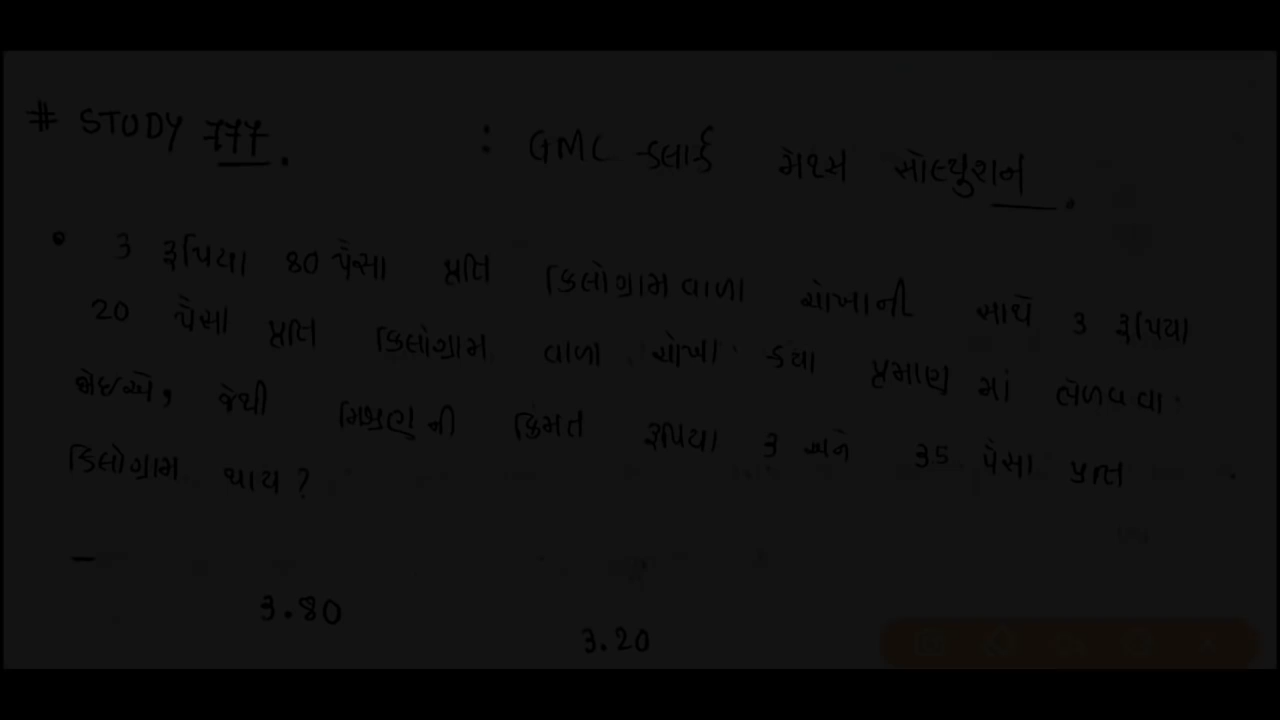 # STUDY 777. : GMC ક્લાર્ક મેથ્સ સોલ્યુશન.
• 3 રૂપિયા 80 પૈસા પ્રતિ કિલોગ્રામ વાળા ચોખાની સાથે 3 રૂપિયા
20 પૈસા પ્રતિ કિલોગ્રામ વાળા ચોખા કયા પ્રમાણ માં ભેળવવા
જોઇએ, જેથી મિશ્રણ ની કિંમત રૂપિયા 3 અને 35 પૈસા પ્રતિ
કિલોગ્રામ થાય ?
3.80
3.20